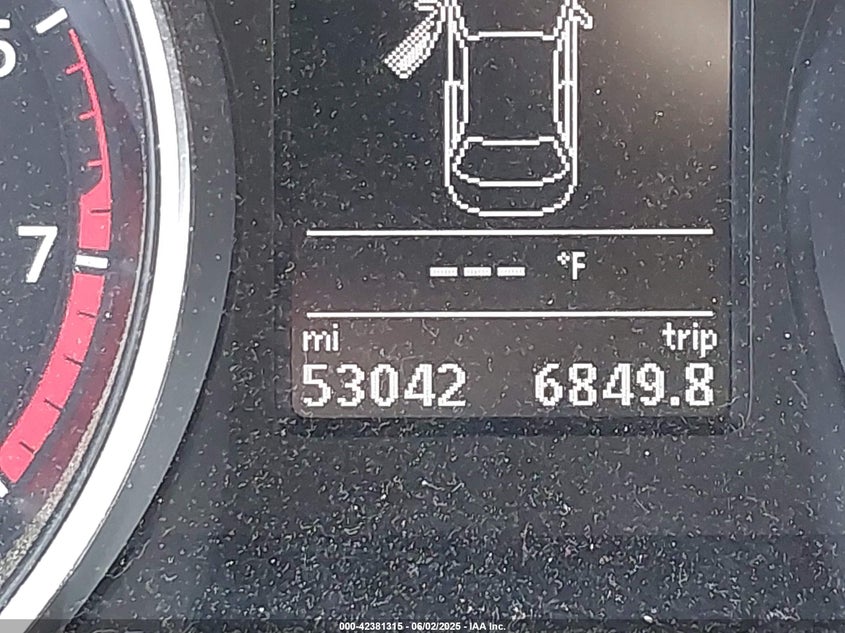 7
--- °F
mi trip
53042 6849.8
000-42381315 - 06/02/2025 - IAA Inc.